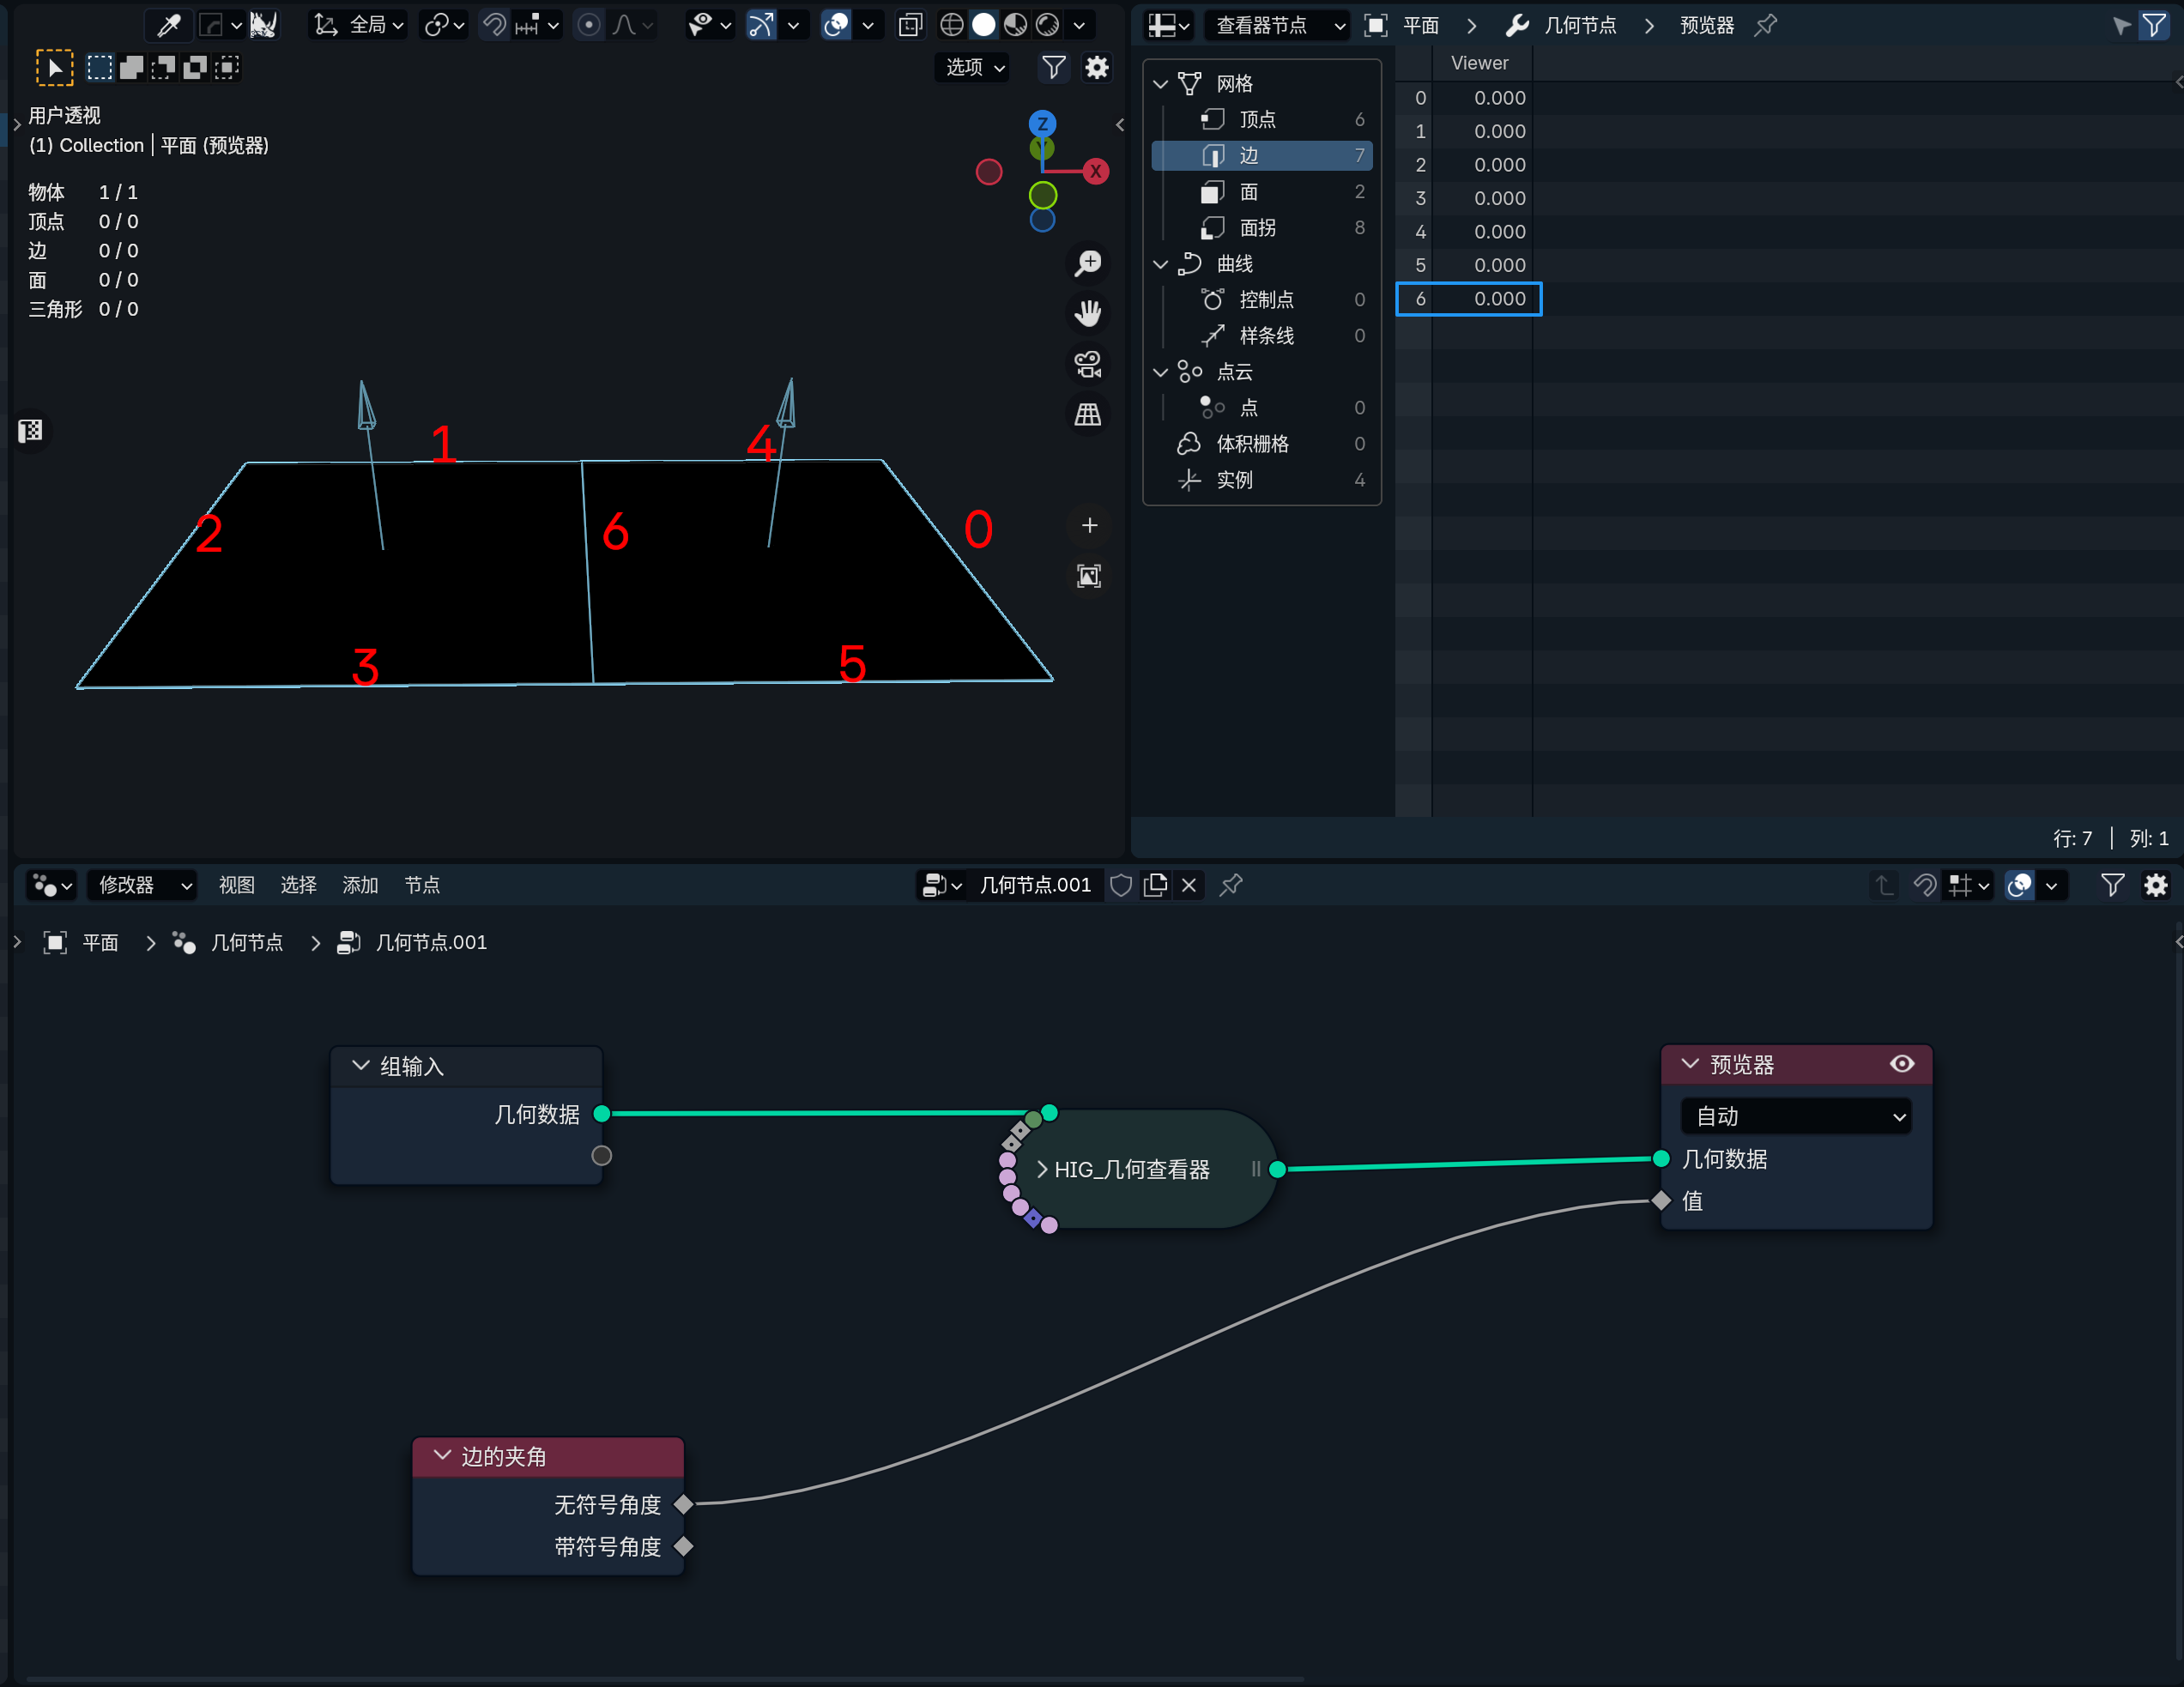 全局
选项
用户透视
(1) Collection | 平面 (预览器)
物体 1 / 1
顶点 0 / 0
边 0 / 0
面 0 / 0
三角形 0 / 0
Z
Y
X
1
4
2
6
0
3
5
查看器节点
平面
几何节点
预览器
网格
顶点 6
边 7
面 2
面拐 8
曲线
控制点 0
样条线 0
点云
点 0
体积栅格 0
实例 4
Viewer
0 0.000
1 0.000
2 0.000
3 0.000
4 0.000
5 0.000
6 0.000
行: 7 | 列: 1
修改器 视图 选择 添加 节点
几何节点.001
平面 几何节点 几何节点.001
组输入
几何数据
HIG_几何查看器
预览器
自动
几何数据
值
边的夹角
无符号角度
带符号角度